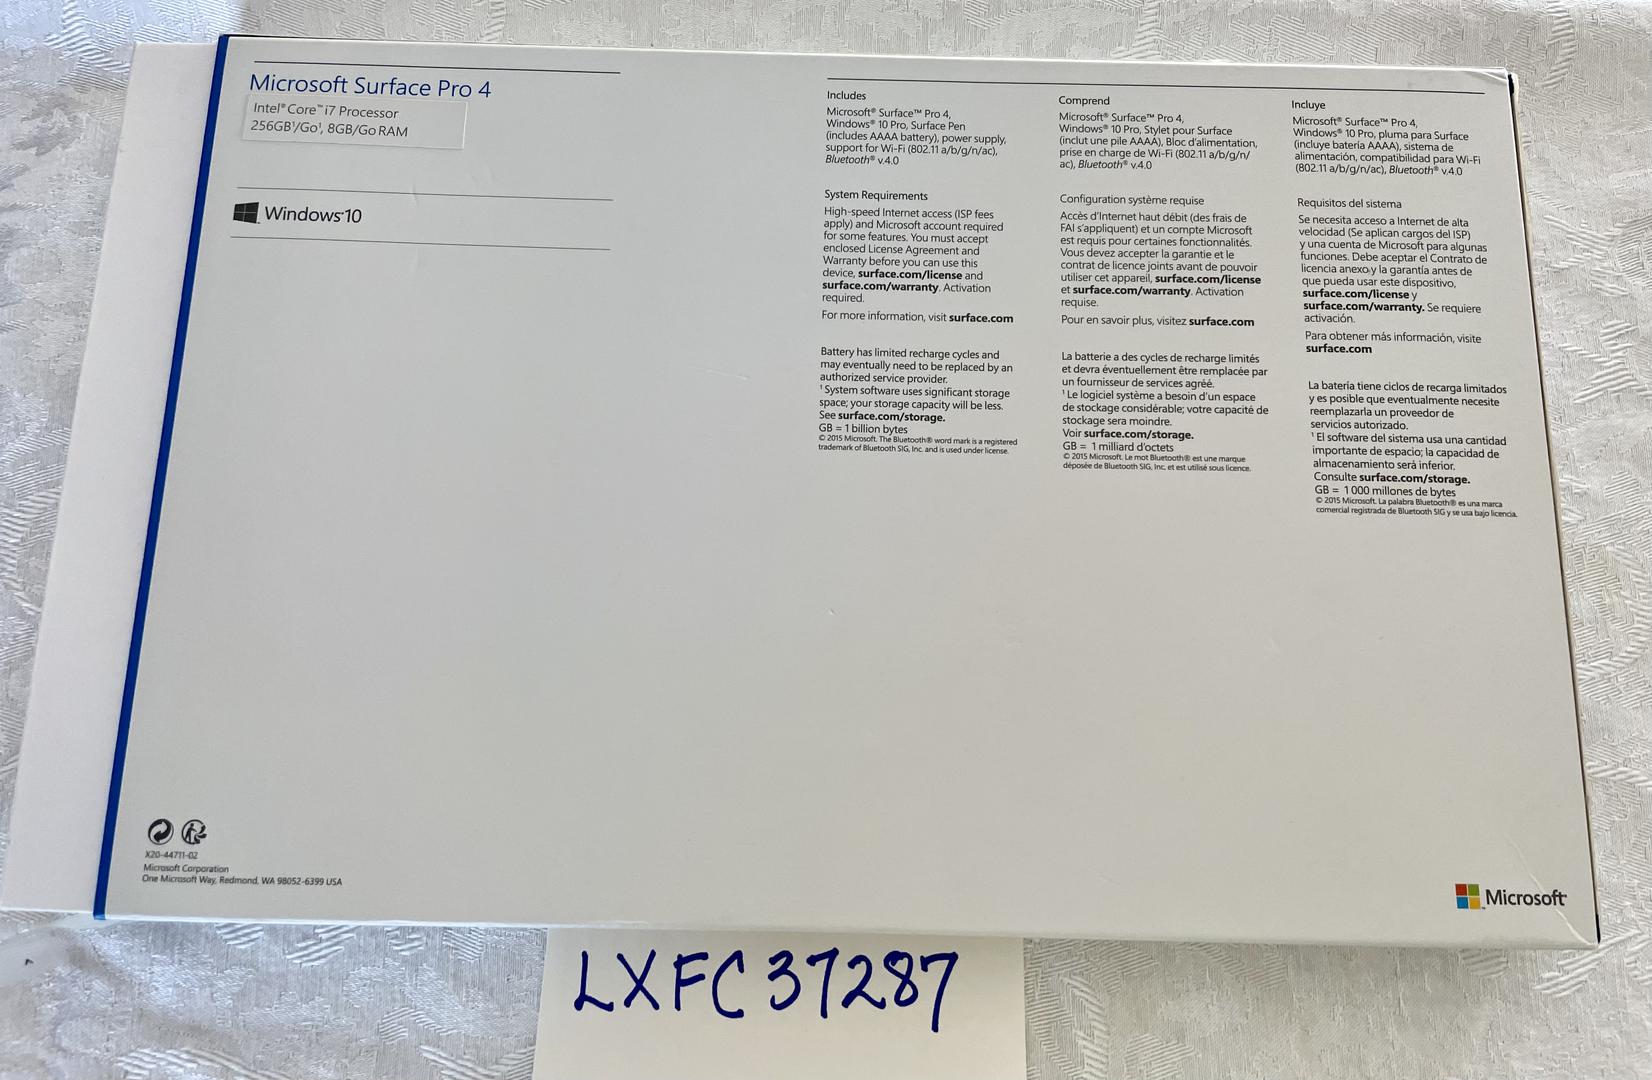 Microsoft Surface Pro 4
Intel® Core™ i7 Processor
256GB¹/Go¹, 8GB/Go RAM
Windows 10
Includes
Microsoft® Surface™ Pro 4,
Windows® 10 Pro, Surface Pen
(includes AAAA battery), power supply,
support for Wi-Fi (802.11 a/b/g/n/ac),
Bluetooth® v.4.0
System Requirements
High-speed Internet access (ISP fees
apply) and Microsoft account required
for some features. You must accept
enclosed License Agreement and
Warranty before you can use this
device, surface.com/license and
surface.com/warranty. Activation
required.
For more information, visit surface.com
Battery has limited recharge cycles and
may eventually need to be replaced by an
authorized service provider.
¹ System software uses significant storage
space; your storage capacity will be less.
See surface.com/storage.
GB = 1 billion bytes
© 2015 Microsoft. The Bluetooth® word mark is a registered
trademark of Bluetooth SIG, Inc. and is used under license.
Comprend
Microsoft® Surface™ Pro 4,
Windows® 10 Pro, Stylet pour Surface
(inclut une pile AAAA), Bloc d'alimentation,
prise en charge de Wi-Fi (802.11 a/b/g/n/
ac), Bluetooth® v.4.0
Configuration système requise
Accès d'Internet haut débit (des frais de
FAI s'appliquent) et un compte Microsoft
est requis pour certaines fonctionnalités.
Vous devez accepter la garantie et le
contrat de licence joints avant de pouvoir
utiliser cet appareil, surface.com/license
et surface.com/warranty. Activation
requise.
Pour en savoir plus, visitez surface.com
La batterie a des cycles de recharge limités
et devra éventuellement être remplacée par
un fournisseur de services agréé.
¹ Le logiciel système a besoin d'un espace
de stockage considérable; votre capacité de
stockage sera moindre.
Voir surface.com/storage.
GB = 1 milliard d'octets
© 2015 Microsoft. Le mot Bluetooth® est une marque
déposée de Bluetooth SIG, Inc. et est utilisé sous licence.
Incluye
Microsoft® Surface™ Pro 4,
Windows® 10 Pro, pluma para Surface
(incluye batería AAAA), sistema de
alimentación, compatibilidad para Wi-Fi
(802.11 a/b/g/n/ac), Bluetooth® v.4.0
Requisitos del sistema
Se necesita acceso a Internet de alta
velocidad (Se aplican cargos del ISP)
y una cuenta de Microsoft para algunas
funciones. Debe aceptar el Contrato de
licencia anexo y la garantía antes de
que pueda usar este dispositivo,
surface.com/license y
surface.com/warranty. Se requiere
activación.
Para obtener más información, visite
surface.com
La batería tiene ciclos de recarga limitados
y es posible que eventualmente necesite
reemplazarla un proveedor de
servicios autorizado.
¹ El software del sistema usa una cantidad
importante de espacio; la capacidad de
almacenamiento será inferior.
Consulte surface.com/storage.
GB = 1 000 millones de bytes
© 2015 Microsoft. La palabra Bluetooth® es una marca
comercial registrada de Bluetooth SIG y se usa bajo licencia.
X20-44711-02
Microsoft Corporation
One Microsoft Way, Redmond, WA 98052-6399 USA
Microsoft
LXFC37287